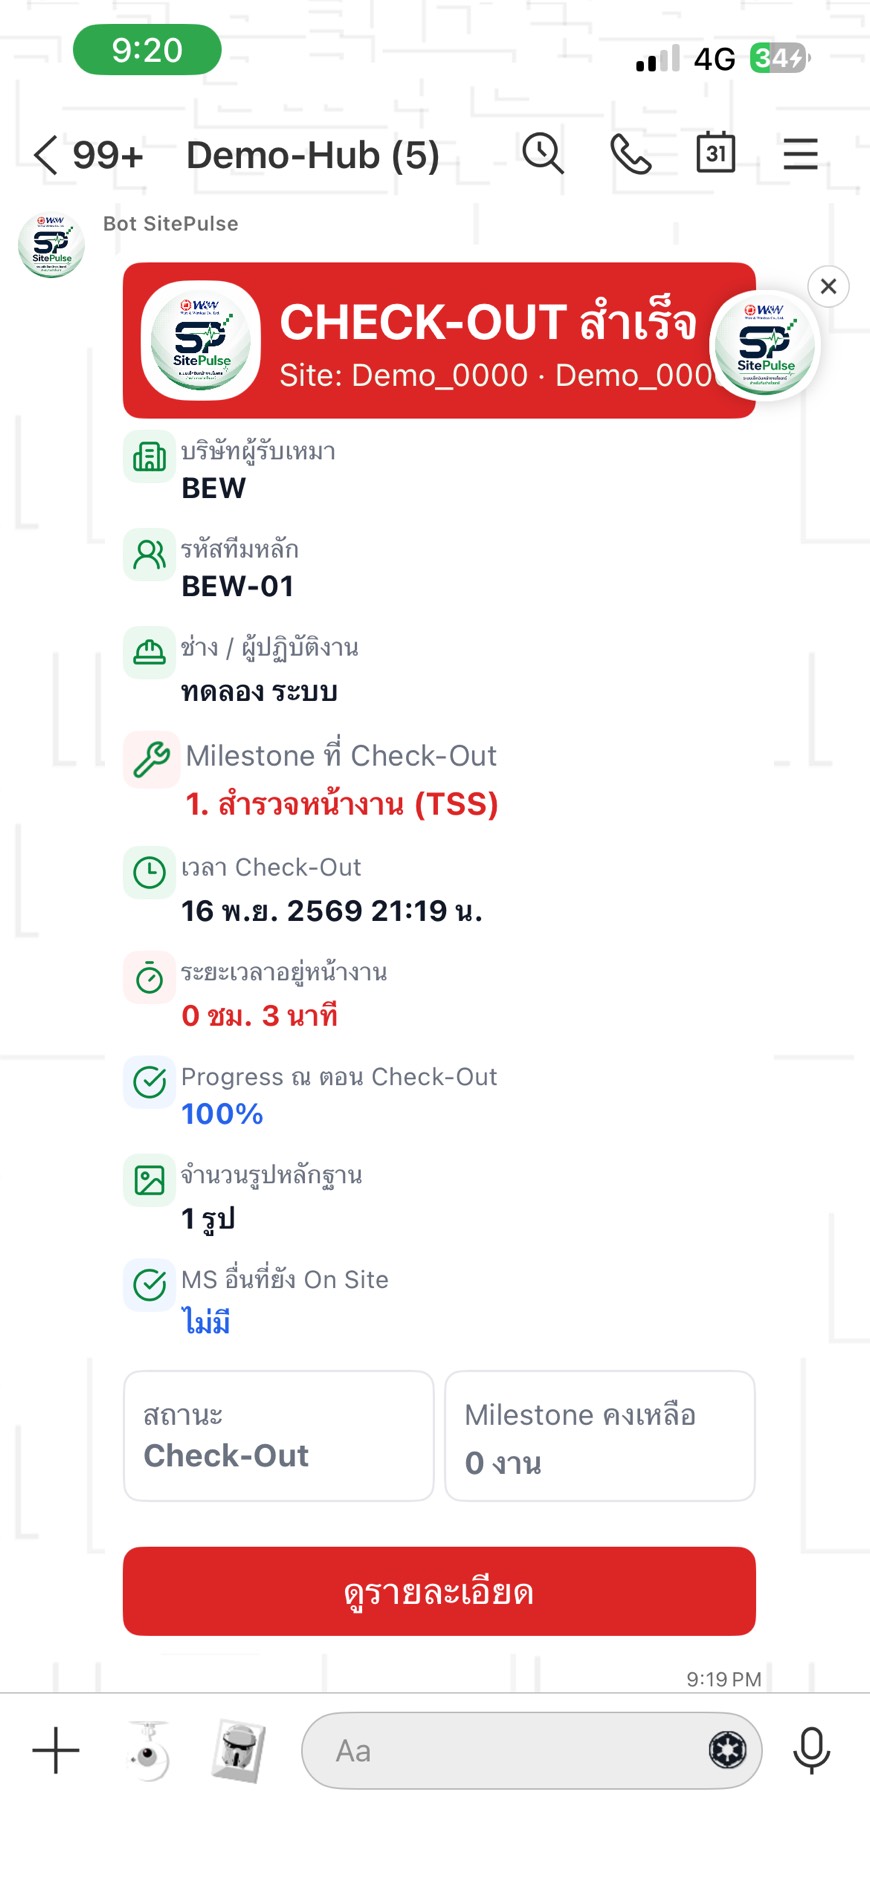 9:20
4G
34
99+
Demo-Hub (5)
31
Bot SitePulse
W&W
SP
SitePulse
CHECK-OUT สำเร็จ
Site: Demo_0000 · Demo_000
บริษัทผู้รับเหมา
BEW
รหัสทีมหลัก
BEW-01
ช่าง / ผู้ปฏิบัติงาน
ทดลอง ระบบ
Milestone ที่ Check-Out
1. สำรวจหน้างาน (TSS)
เวลา Check-Out
16 พ.ย. 2569 21:19 น.
ระยะเวลาอยู่หน้างาน
0 ชม. 3 นาที
Progress ณ ตอน Check-Out
100%
จำนวนรูปหลักฐาน
1 รูป
MS อื่นที่ยัง On Site
ไม่มี
สถานะ
Check-Out
Milestone คงเหลือ
0 งาน
ดูรายละเอียด
9:19 PM
Aa